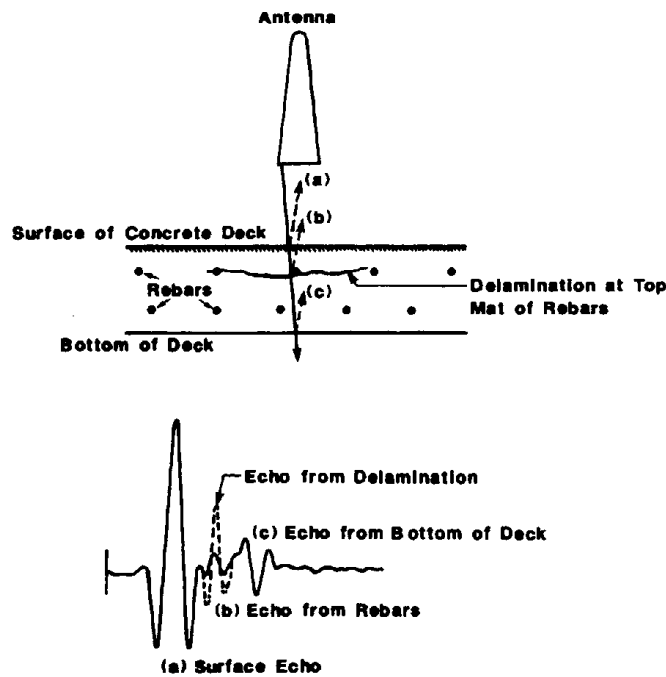 Antenna
(a)
(b)
Surface of Concrete Deck
Rebars
(c)
Delamination at Top
Mat of Rebars
Bottom of Deck
Echo from Delamination
(c) Echo from Bottom of Deck
(b) Echo from Rebars
(a) Surface Echo